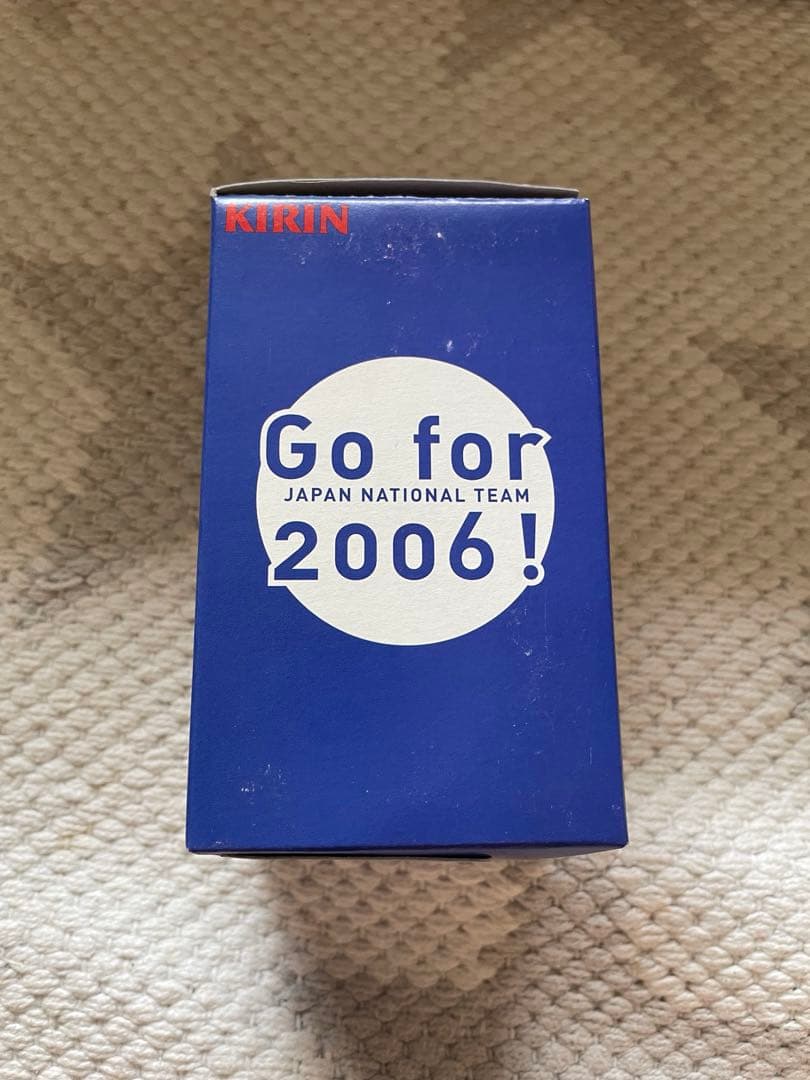 KIRIN
Go for
JAPAN NATIONAL TEAM
2006!